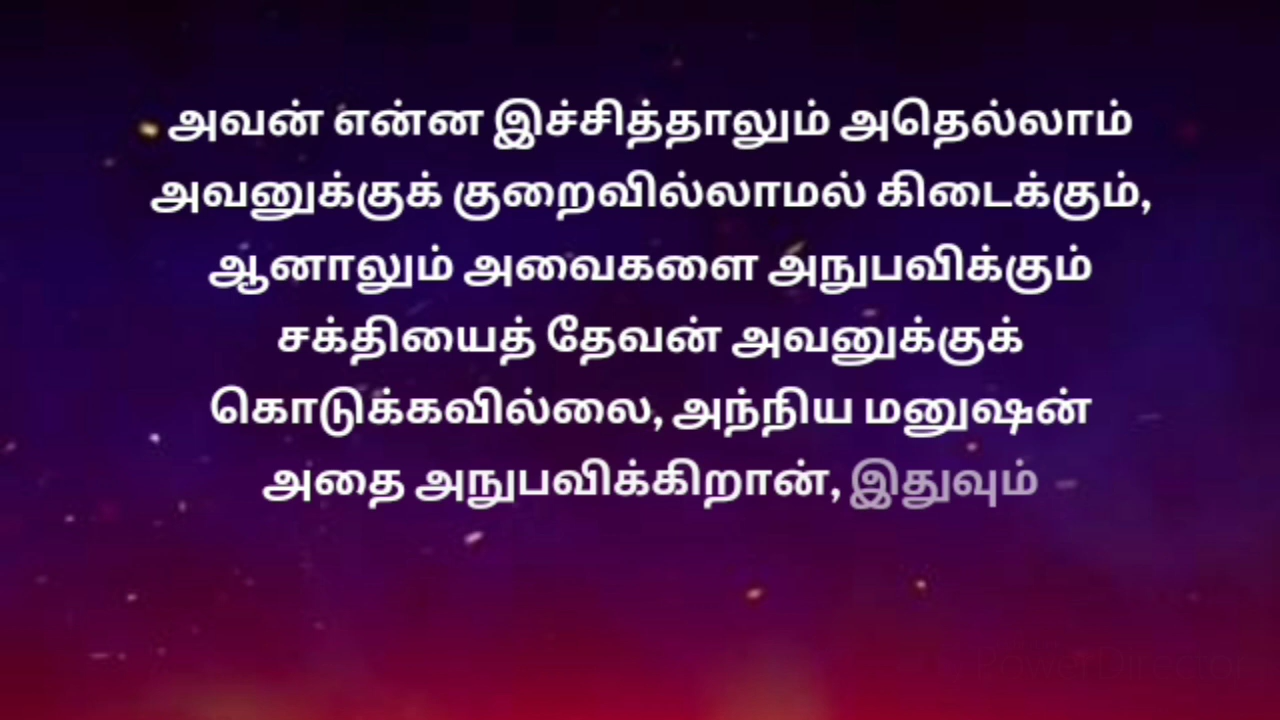 அவன் என்ன இச்சித்தாலும் அதெல்லாம்
அவனுக்குக் குறைவில்லாமல் கிடைக்கும்,
ஆனாலும் அவைகளை அநுபவிக்கும்
சக்தியைத் தேவன் அவனுக்குக்
கொடுக்கவில்லை, அந்நிய மனுஷன்
அதை அநுபவிக்கிறான், இதுவும்
PowerDirector